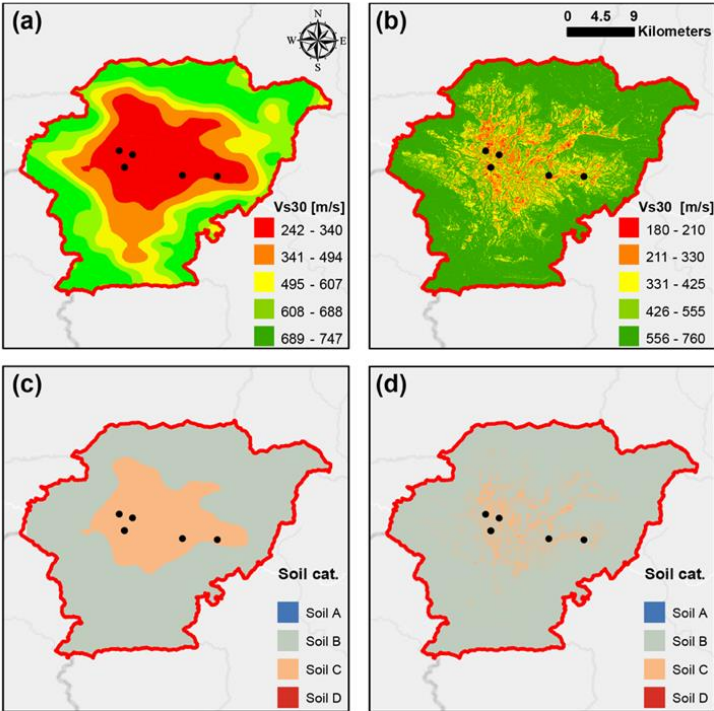 (a)
N
W E
S
Vs30 [m/s]
242 - 340
341 - 494
495 - 607
608 - 688
689 - 747
(b)
0 4.5 9
Kilometers
Vs30 [m/s]
180 - 210
211 - 330
331 - 425
426 - 555
556 - 760
(c)
Soil cat.
Soil A
Soil B
Soil C
Soil D
(d)
Soil cat.
Soil A
Soil B
Soil C
Soil D